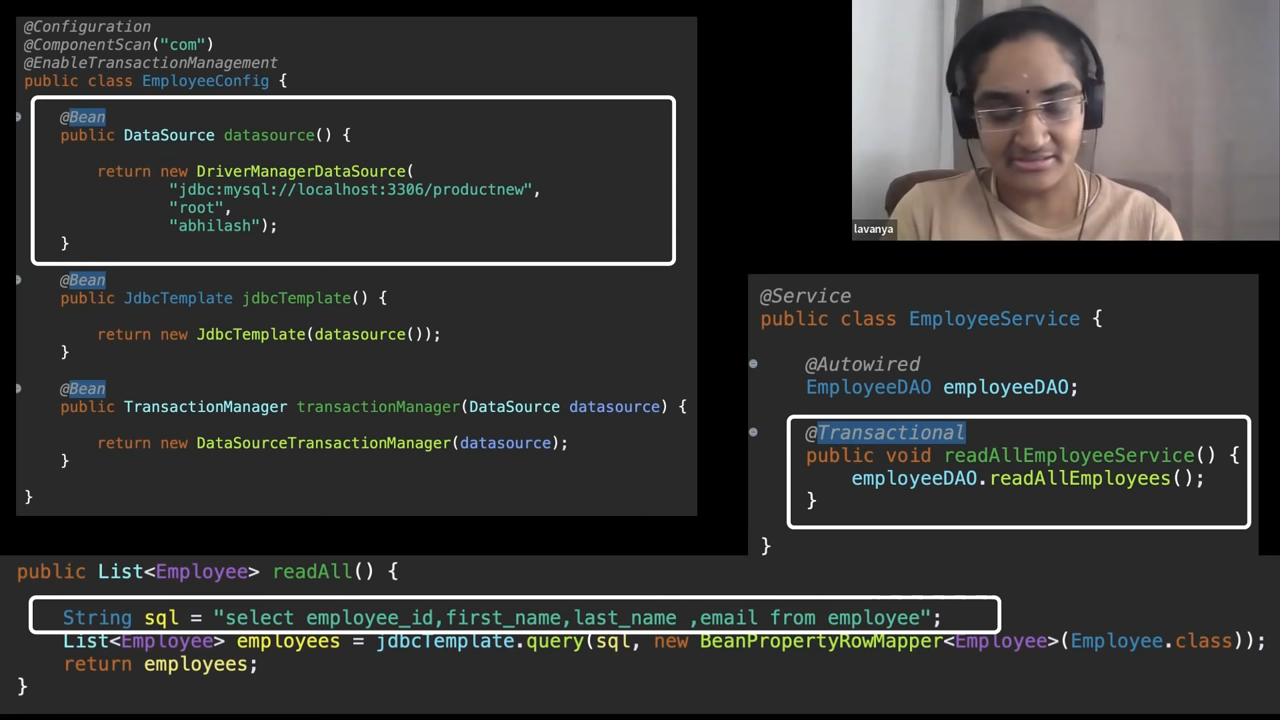 @Configuration
@ComponentScan("com")
@EnableTransactionManagement
public class EmployeeConfig {
@Bean
public DataSource datasource() {
return new DriverManagerDataSource(
"jdbc:mysql://localhost:3306/productnew",
"root",
"abhilash");
}
@Bean
public JdbcTemplate jdbcTemplate() {
return new JdbcTemplate(datasource());
}
@Bean
public TransactionManager transactionManager(DataSource datasource) {
return new DataSourceTransactionManager(datasource);
}
}
lavanya
@Service
public class EmployeeService {
@Autowired
EmployeeDAO employeeDAO;
@Transactional
public void readAllEmployeeService() {
employeeDAO.readAllEmployees();
}
}
public List<Employee> readAll() {
String sql = "select employee_id,first_name,last_name ,email from employee";
List<Employee> employees = jdbcTemplate.query(sql, new BeanPropertyRowMapper<Employee>(Employee.class));
return employees;
}